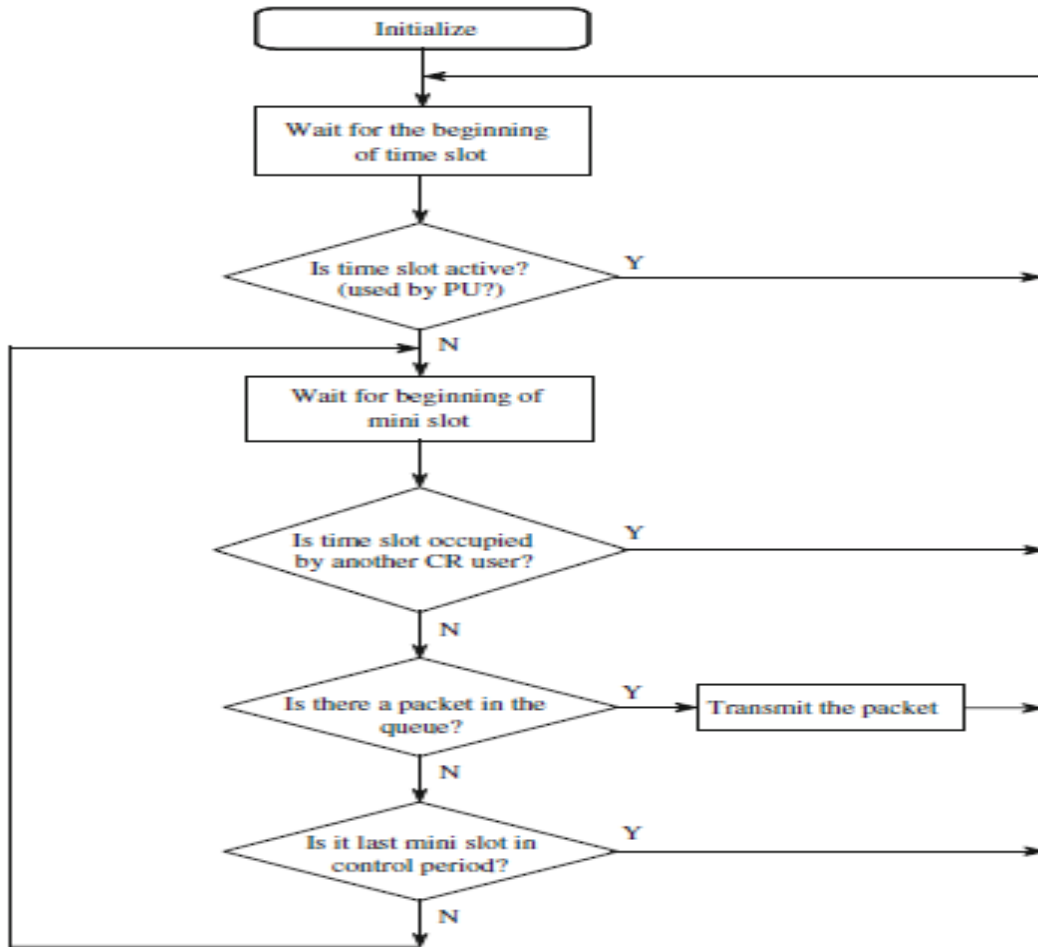 Initialize
Wait for the beginning
of time slot
Is time slot active?
(used by PU?)
Y
N
Wait for beginning of
mini slot
Is time slot occupied
by another CR user?
Y
N
Is there a packet in the
queue?
Y
Transmit the packet
N
Is it last mini slot in
control period?
Y
N